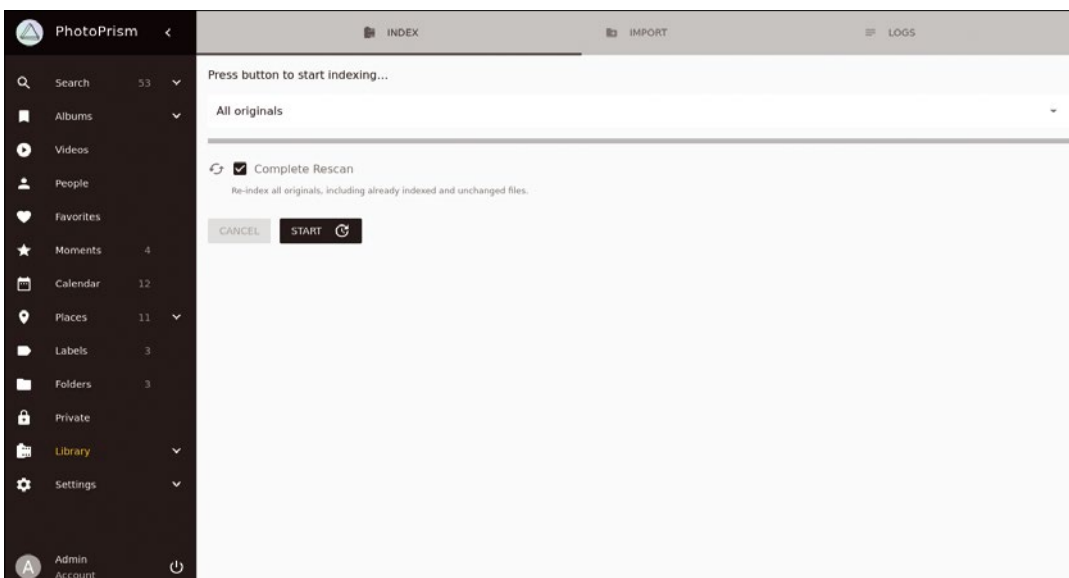 PhotoPrism
Search 53
Albums
Videos
People
Favorites
Moments 4
Calendar 12
Places 11
Labels 3
Folders 3
Private
Library
Settings
A
Admin
Account
INDEX IMPORT LOGS
Press button to start indexing...
All originals
Complete Rescan
Re-index all originals, including already indexed and unchanged files.
CANCEL START